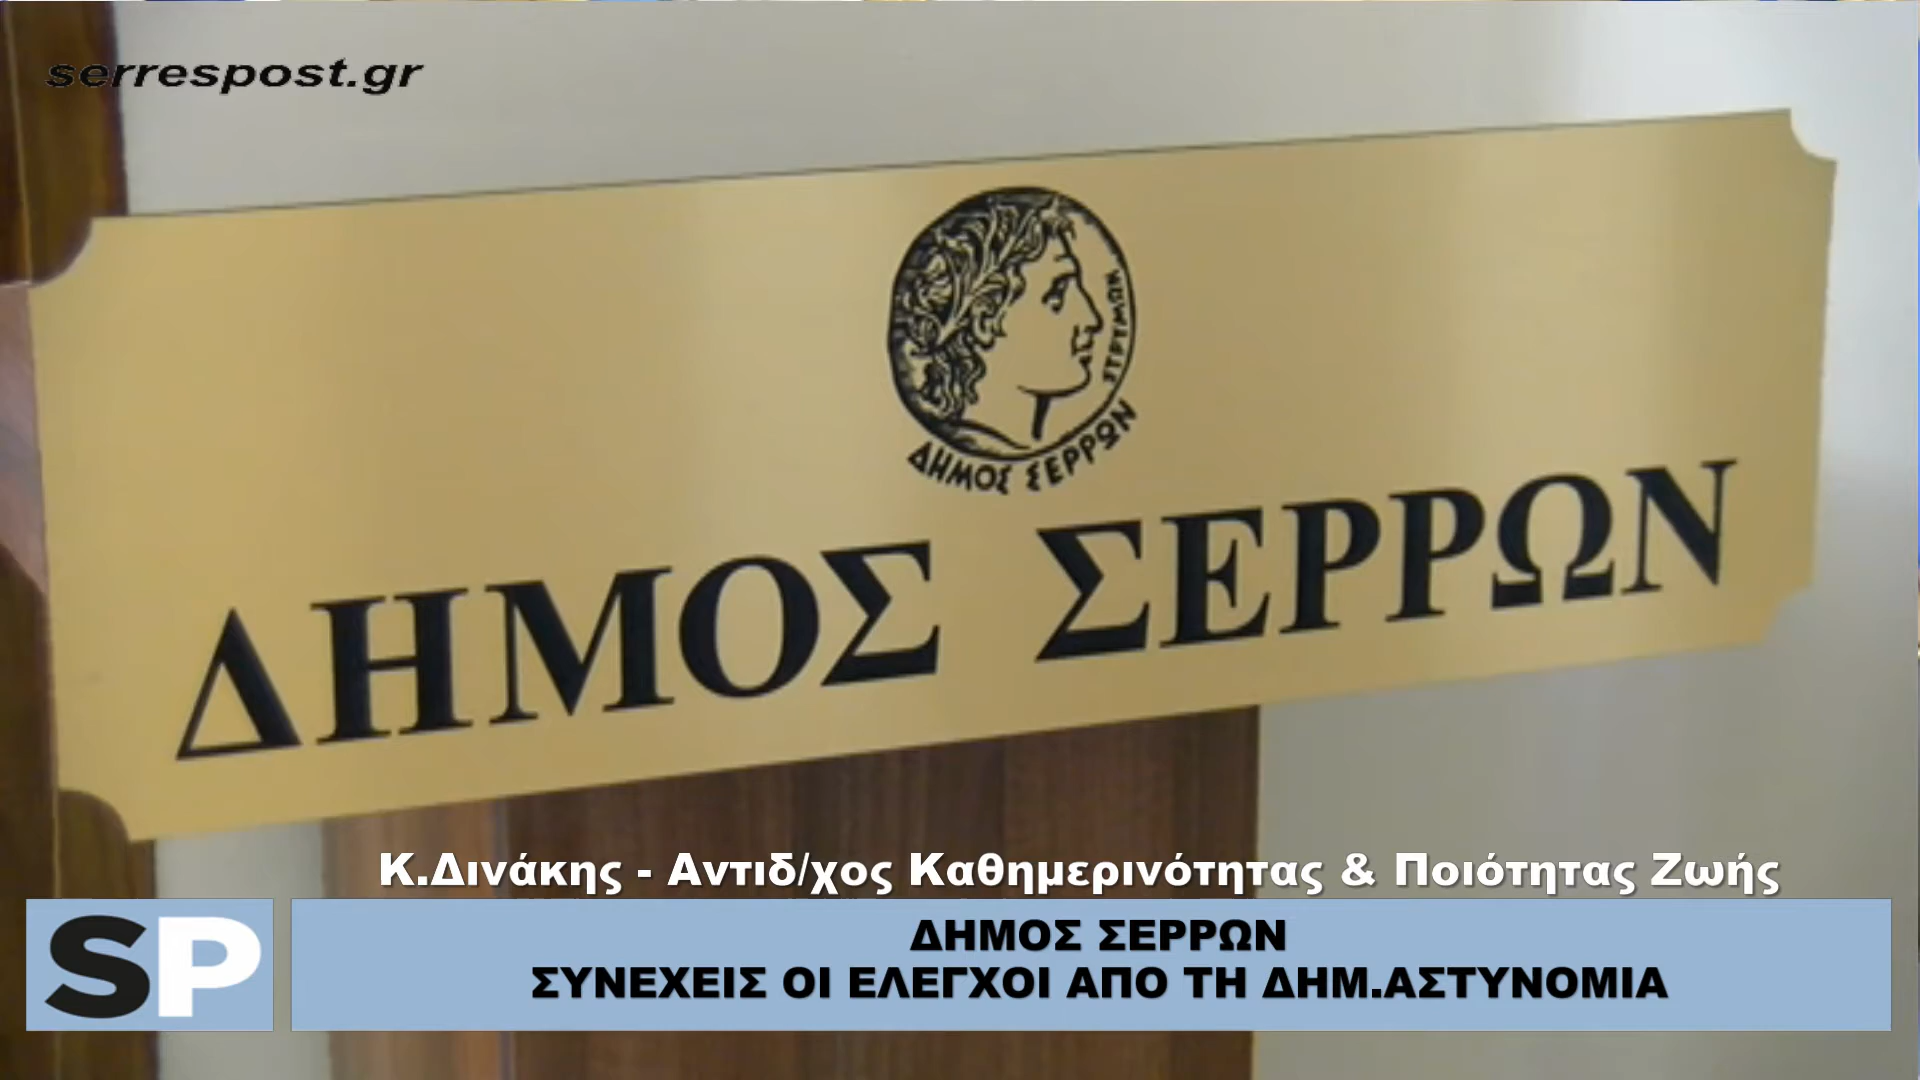 serrespost.gr
ΣΤΡΥΜΩΝ
ΔΗΜΟΣ ΣΕΡΡΩΝ
ΔΗΜΟΣ ΣΕΡΡΩΝ
Κ.Δινάκης - Αντιδ/χος Καθημερινότητας & Ποιότητας Ζωής
SP
ΔΗΜΟΣ ΣΕΡΡΩΝ
ΣΥΝΕΧΕΙΣ ΟΙ ΕΛΕΓΧΟΙ ΑΠΟ ΤΗ ΔΗΜ.ΑΣΤΥΝΟΜΙΑ